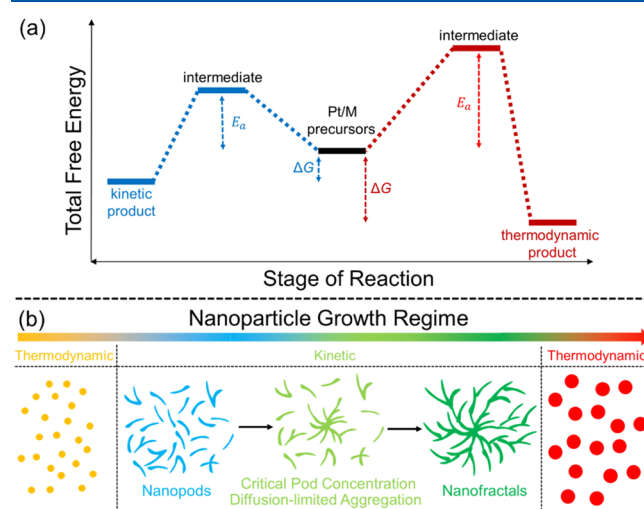 (a)
Total Free Energy
intermediate
intermediate
Pt/M
precursors
Ea
Ea
ΔG
ΔG
kinetic
product
thermodynamic
product
Stage of Reaction
(b)
Nanoparticle Growth Regime
Thermodynamic
Kinetic
Thermodynamic
Nanopods
Critical Pod Concentration
Diffusion-limited Aggregation
Nanofractals